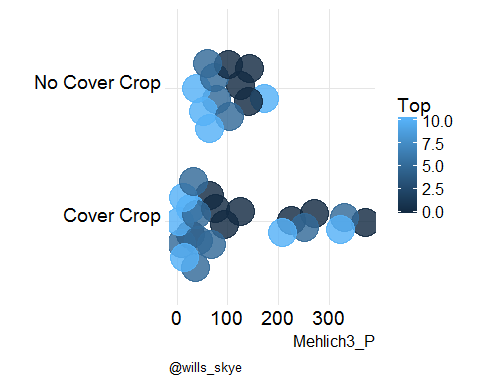 No Cover Crop
Cover Crop
Top
10.0
7.5
5.0
2.5
0.0
0 100 200 300
Mehlich3_P
@wills_skye